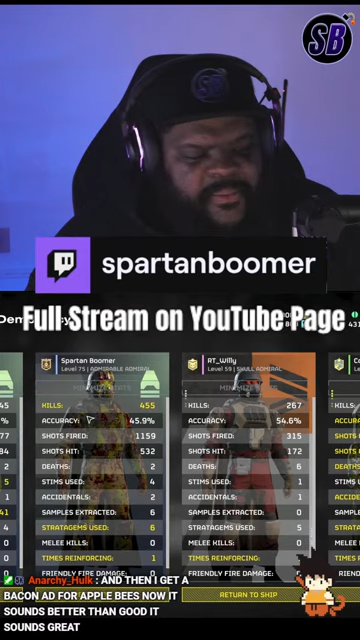 SB
SB
spartanboomer
Full Stream on YouTube Page
Spartan Boomer
Level 75 | ADMIRABLE ADMIRAL
RT_Willy
Level 59 | SKULL ADMIRAL
KILLS: 455
ACCURACY: 45.9%
SHOTS FIRED: 1159
SHOTS HIT: 532
DEATHS: 2
STIMS USED: 4
ACCIDENTALS: 2
SAMPLES EXTRACTED: 6
STRATAGEMS USED: 6
MELEE KILLS: 0
TIMES REINFORCING: 1
KILLS: 267
ACCURACY: 54.6%
SHOTS FIRED: 315
SHOTS HIT: 172
DEATHS: 6
STIMS USED: 1
ACCIDENTALS: 1
SAMPLES EXTRACTED: 0
STRATAGEMS USED: 5
MELEE KILLS: 0
TIMES REINFORCING: 0
FRIENDLY FIRE DAMAGE
RETURN TO SHIP
Anarchy_Hulk : AND THEN I GET A
BACON AD FOR APPLE BEES NOW IT
SOUNDS BETTER THAN GOOD IT
SOUNDS GREAT